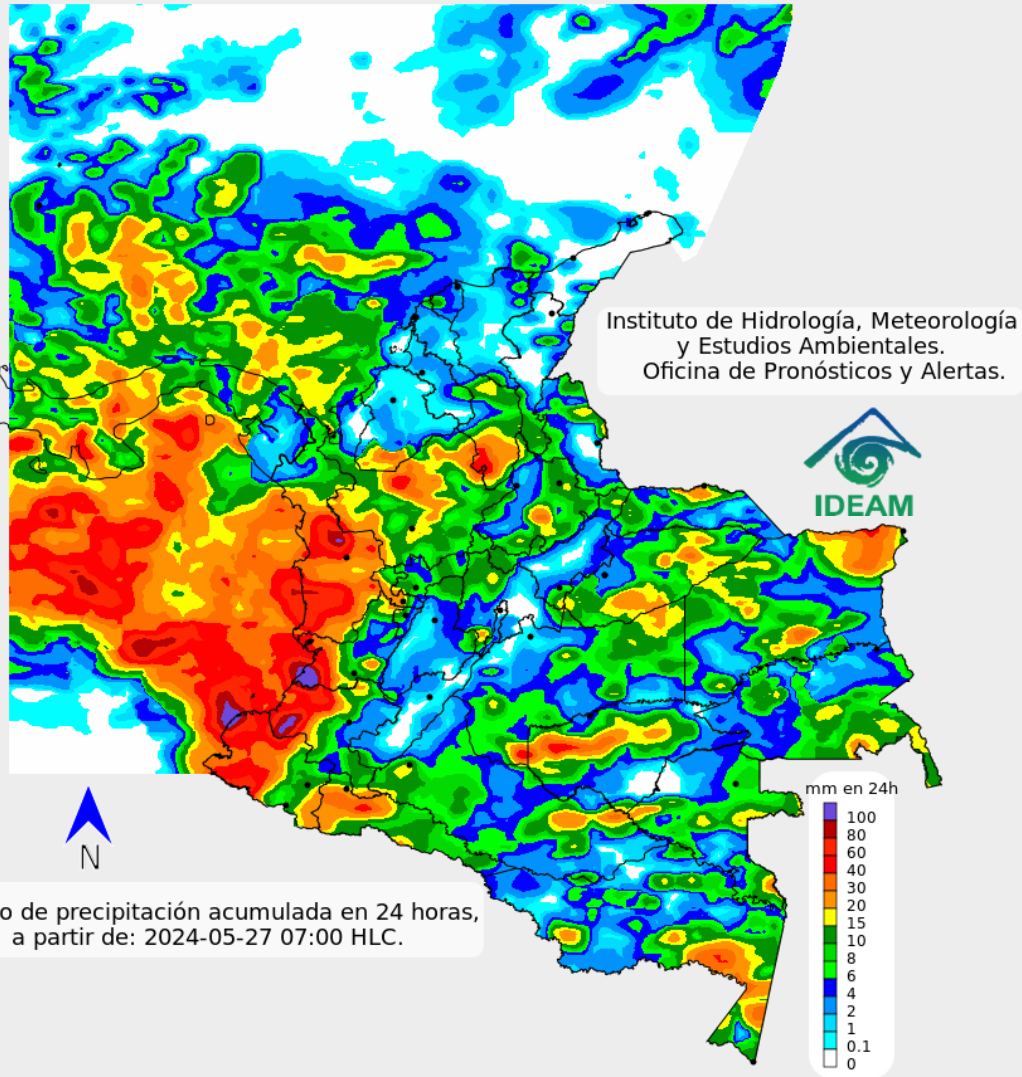 Instituto de Hidrología, Meteorología
y Estudios Ambientales.
Oficina de Pronósticos y Alertas.
IDEAM
N
o de precipitación acumulada en 24 horas,
a partir de: 2024-05-27 07:00 HLC.
mm en 24h
100
80
60
40
30
20
15
10
8
6
4
2
1
0.1
0